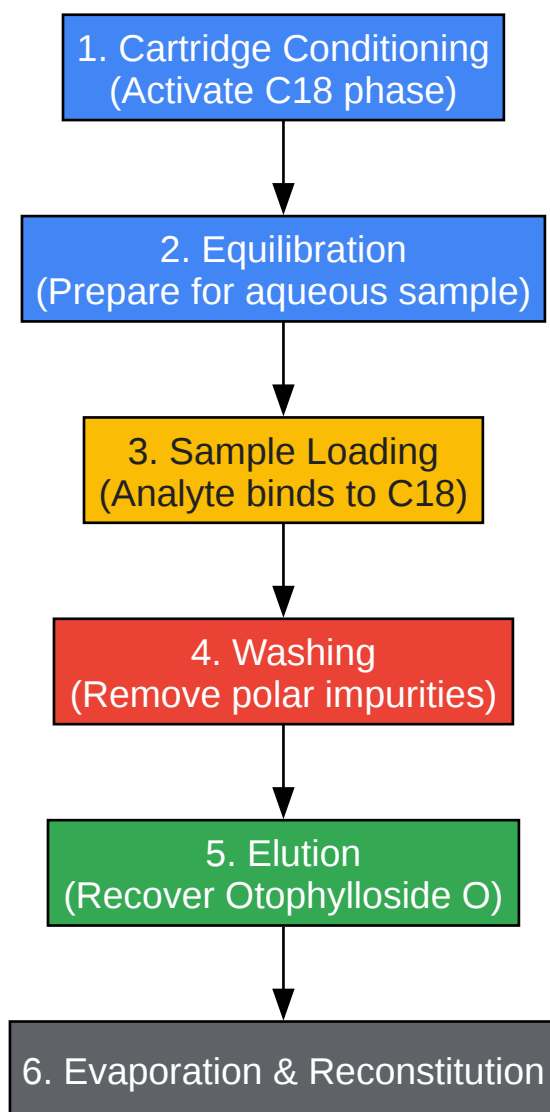 1. Cartridge Conditioning
(Activate C18 phase)
2. Equilibration
(Prepare for aqueous sample)
3. Sample Loading
(Analyte binds to C18)
4. Washing
(Remove polar impurities)
5. Elution
(Recover Otophylloside O)
6. Evaporation & Reconstitution